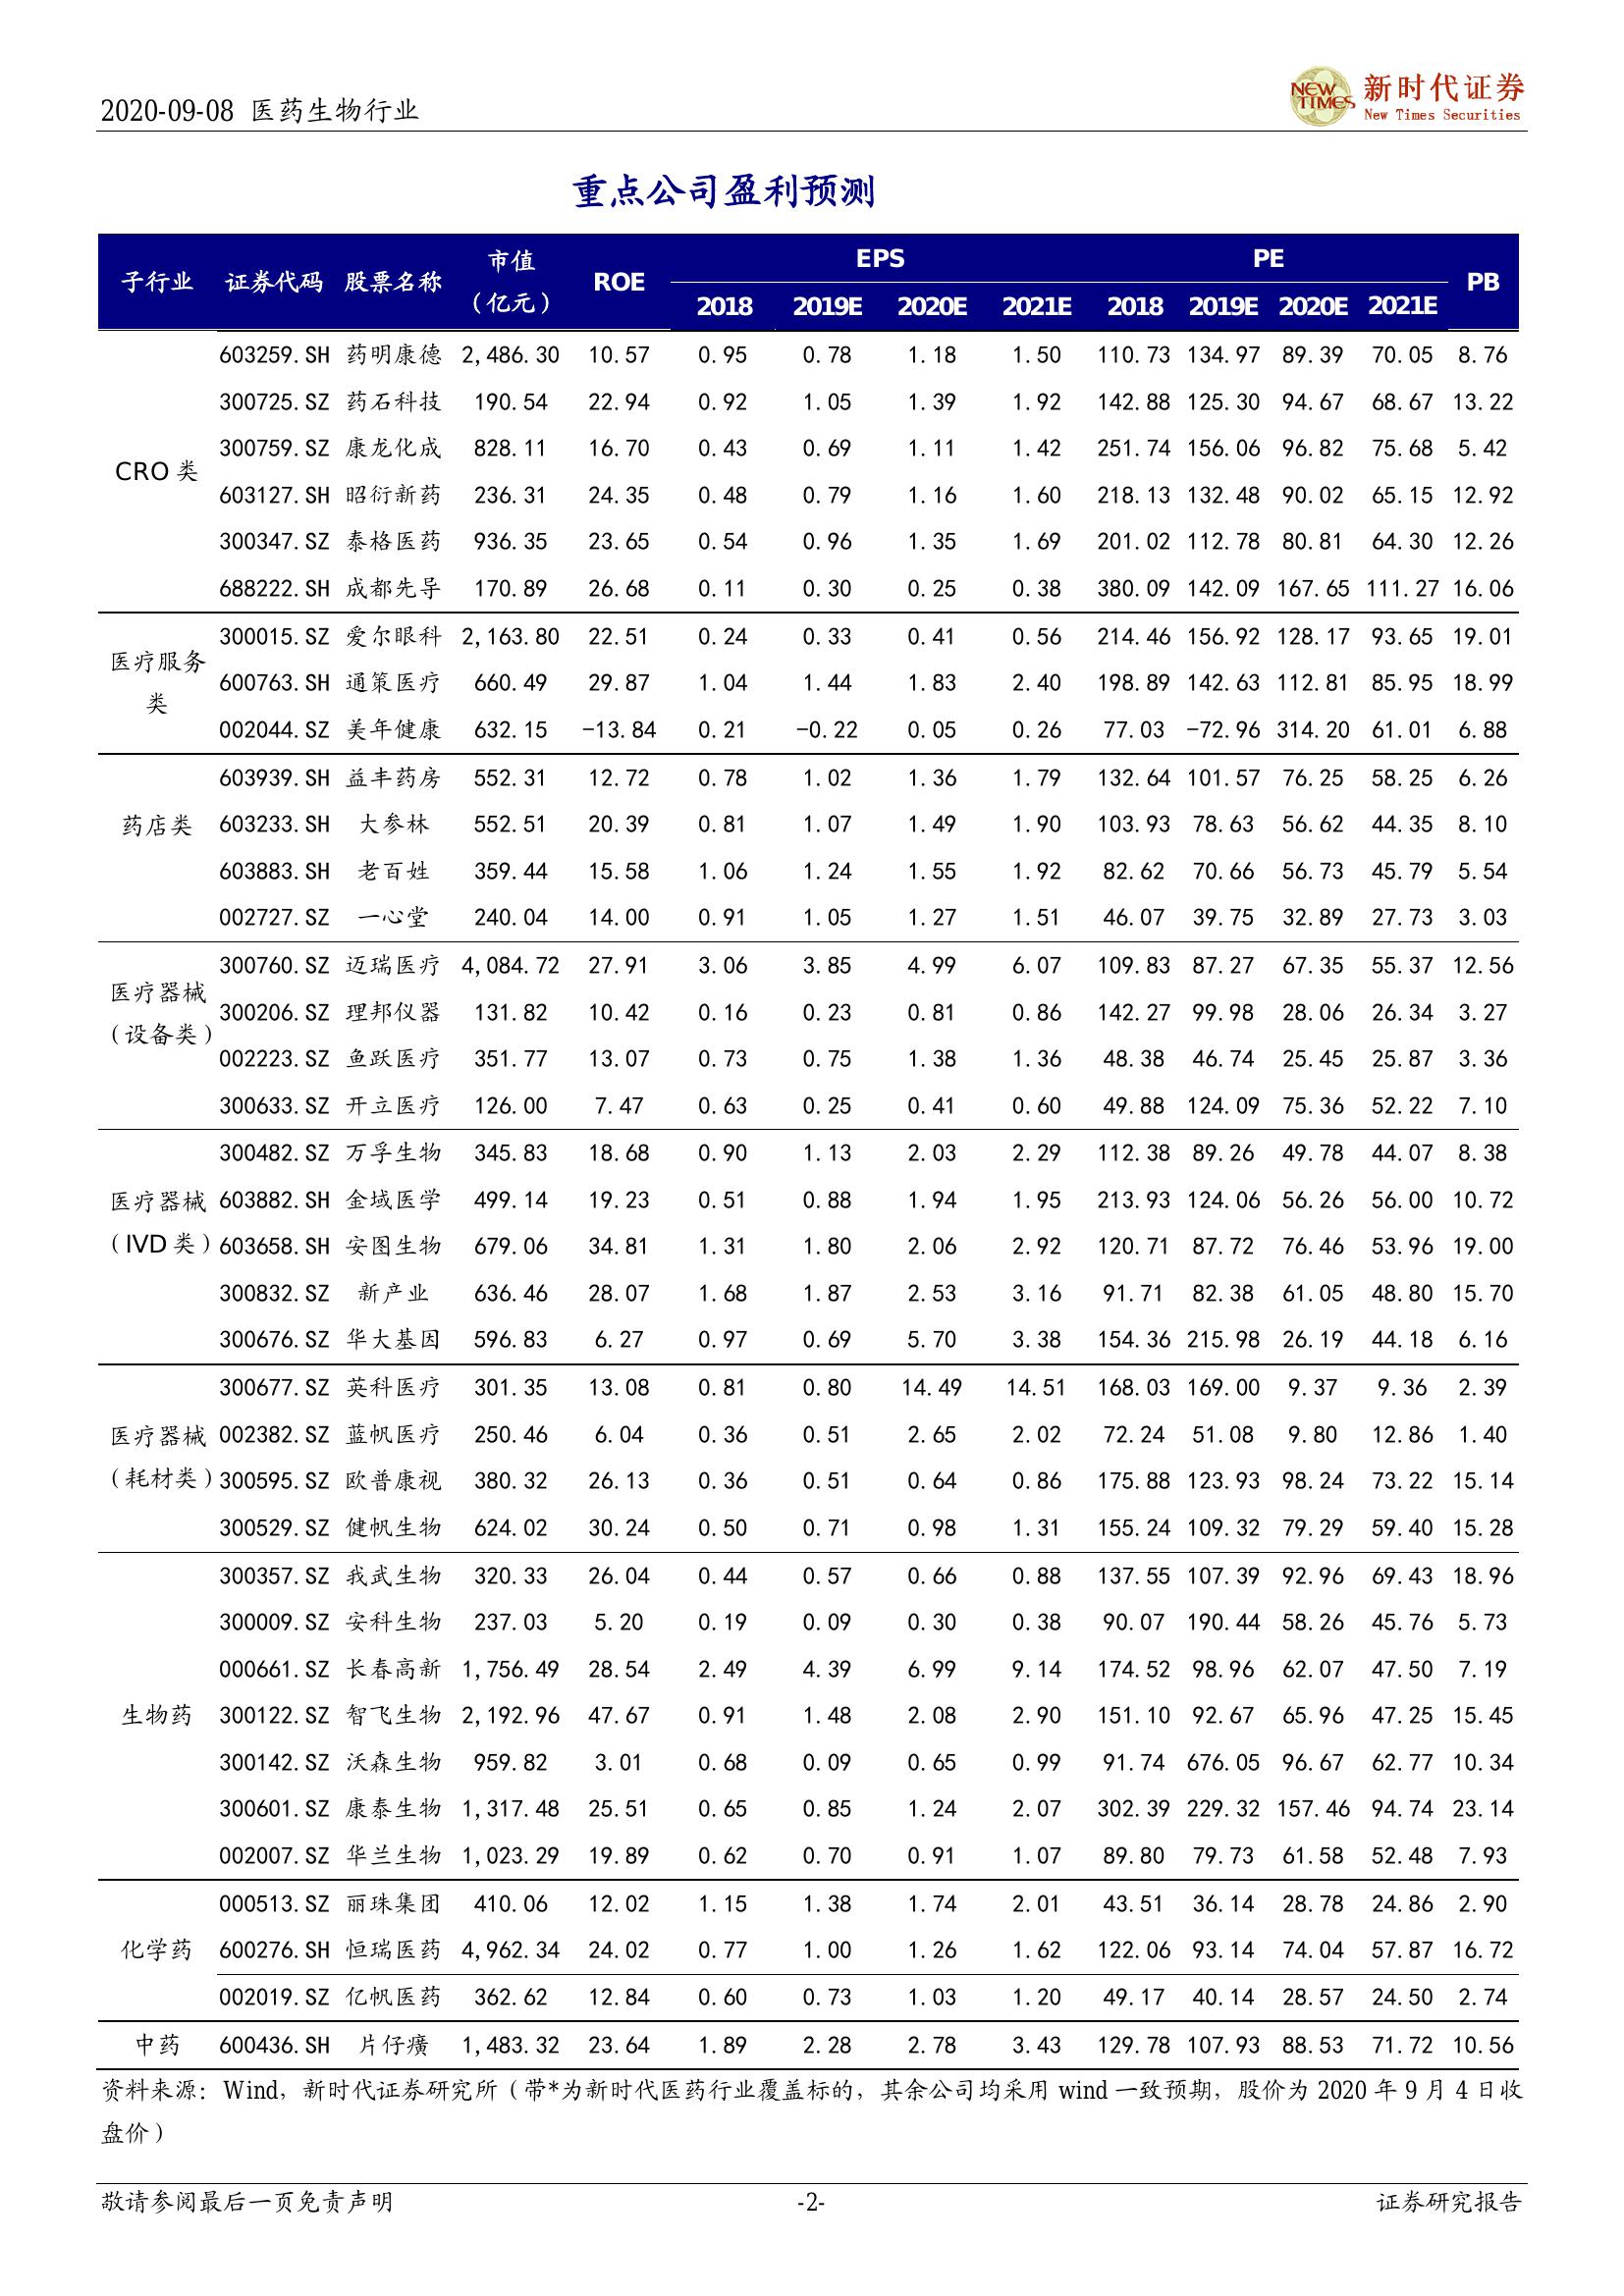 2020-09-08 医药生物行业
NEW TIMES 新时代证券
New Times Securities
重点公司盈利预测
子行业 证券代码 股票名称 市值（亿元） ROE EPS PE PB
2018 2019E 2020E 2021E 2018 2019E 2020E 2021E
CRO 类
603259.SH 药明康德 2,486.30 10.57 0.95 0.78 1.18 1.50 110.73 134.97 89.39 70.05 8.76
300725.SZ 药石科技 190.54 22.94 0.92 1.05 1.39 1.92 142.88 125.30 94.67 68.67 13.22
300759.SZ 康龙化成 828.11 16.70 0.43 0.69 1.11 1.42 251.74 156.06 96.82 75.68 5.42
603127.SH 昭衍新药 236.31 24.35 0.48 0.79 1.16 1.60 218.13 132.48 90.02 65.15 12.92
300347.SZ 泰格医药 936.35 23.65 0.54 0.96 1.35 1.69 201.02 112.78 80.81 64.30 12.26
688222.SH 成都先导 170.89 26.68 0.11 0.30 0.25 0.38 380.09 142.09 167.65 111.27 16.06
医疗服务类
300015.SZ 爱尔眼科 2,163.80 22.51 0.24 0.33 0.41 0.56 214.46 156.92 128.17 93.65 19.01
600763.SH 通策医疗 660.49 29.87 1.04 1.44 1.83 2.40 198.89 142.63 112.81 85.95 18.99
002044.SZ 美年健康 632.15 -13.84 0.21 -0.22 0.05 0.26 77.03 -72.96 314.20 61.01 6.88
药店类
603939.SH 益丰药房 552.31 12.72 0.78 1.02 1.36 1.79 132.64 101.57 76.25 58.25 6.26
603233.SH 大参林 552.51 20.39 0.81 1.07 1.49 1.90 103.93 78.63 56.62 44.35 8.10
603883.SH 老百姓 359.44 15.58 1.06 1.24 1.55 1.92 82.62 70.66 56.73 45.79 5.54
002727.SZ 一心堂 240.04 14.00 0.91 1.05 1.27 1.51 46.07 39.75 32.89 27.73 3.03
医疗器械（设备类）
300760.SZ 迈瑞医疗 4,084.72 27.91 3.06 3.85 4.99 6.07 109.83 87.27 67.35 55.37 12.56
300206.SZ 理邦仪器 131.82 10.42 0.16 0.23 0.81 0.86 142.27 99.98 28.06 26.34 3.27
002223.SZ 鱼跃医疗 351.77 13.07 0.73 0.75 1.38 1.36 48.38 46.74 25.45 25.87 3.36
300633.SZ 开立医疗 126.00 7.47 0.63 0.25 0.41 0.60 49.88 124.09 75.36 52.22 7.10
医疗器械（IVD 类）
300482.SZ 万孚生物 345.83 18.68 0.90 1.13 2.03 2.29 112.38 89.26 49.78 44.07 8.38
603882.SH 金域医学 499.14 19.23 0.51 0.88 1.94 1.95 213.93 124.06 56.26 56.00 10.72
603658.SH 安图生物 679.06 34.81 1.31 1.80 2.06 2.92 120.71 87.72 76.46 53.96 19.00
300832.SZ 新产业 636.46 28.07 1.68 1.87 2.53 3.16 91.71 82.38 61.05 48.80 15.70
300676.SZ 华大基因 596.83 6.27 0.97 0.69 5.70 3.38 154.36 215.98 26.19 44.18 6.16
医疗器械（耗材类）
300677.SZ 英科医疗 301.35 13.08 0.81 0.80 14.49 14.51 168.03 169.00 9.37 9.36 2.39
002382.SZ 蓝帆医疗 250.46 6.04 0.36 0.51 2.65 2.02 72.24 51.08 9.80 12.86 1.40
300595.SZ 欧普康视 380.32 26.13 0.36 0.51 0.64 0.86 175.88 123.93 98.24 73.22 15.14
300529.SZ 健帆生物 624.02 30.24 0.50 0.71 0.98 1.31 155.24 109.32 79.29 59.40 15.28
生物药
300357.SZ 我武生物 320.33 26.04 0.44 0.57 0.66 0.88 137.55 107.39 92.96 69.43 18.96
300009.SZ 安科生物 237.03 5.20 0.19 0.09 0.30 0.38 90.07 190.44 58.26 45.76 5.73
000661.SZ 长春高新 1,756.49 28.54 2.49 4.39 6.99 9.14 174.52 98.96 62.07 47.50 7.19
300122.SZ 智飞生物 2,192.96 47.67 0.91 1.48 2.08 2.90 151.10 92.67 65.96 47.25 15.45
300142.SZ 沃森生物 959.82 3.01 0.68 0.09 0.65 0.99 91.74 676.05 96.67 62.77 10.34
300601.SZ 康泰生物 1,317.48 25.51 0.65 0.85 1.24 2.07 302.39 229.32 157.46 94.74 23.14
002007.SZ 华兰生物 1,023.29 19.89 0.62 0.70 0.91 1.07 89.80 79.73 61.58 52.48 7.93
化学药
000513.SZ 丽珠集团 410.06 12.02 1.15 1.38 1.74 2.01 43.51 36.14 28.78 24.86 2.90
600276.SH 恒瑞医药 4,962.34 24.02 0.77 1.00 1.26 1.62 122.06 93.14 74.04 57.87 16.72
002019.SZ 亿帆医药 362.62 12.84 0.60 0.73 1.03 1.20 49.17 40.14 28.57 24.50 2.74
中药 600436.SH 片仔癀 1,483.32 23.64 1.89 2.28 2.78 3.43 129.78 107.93 88.53 71.72 10.56
资料来源：Wind，新时代证券研究所（带*为新时代医药行业覆盖标的，其余公司均采用 wind 一致预期，股价为 2020 年 9 月 4 日收
盘价）
敬请参阅最后一页免责声明 -2- 证券研究报告